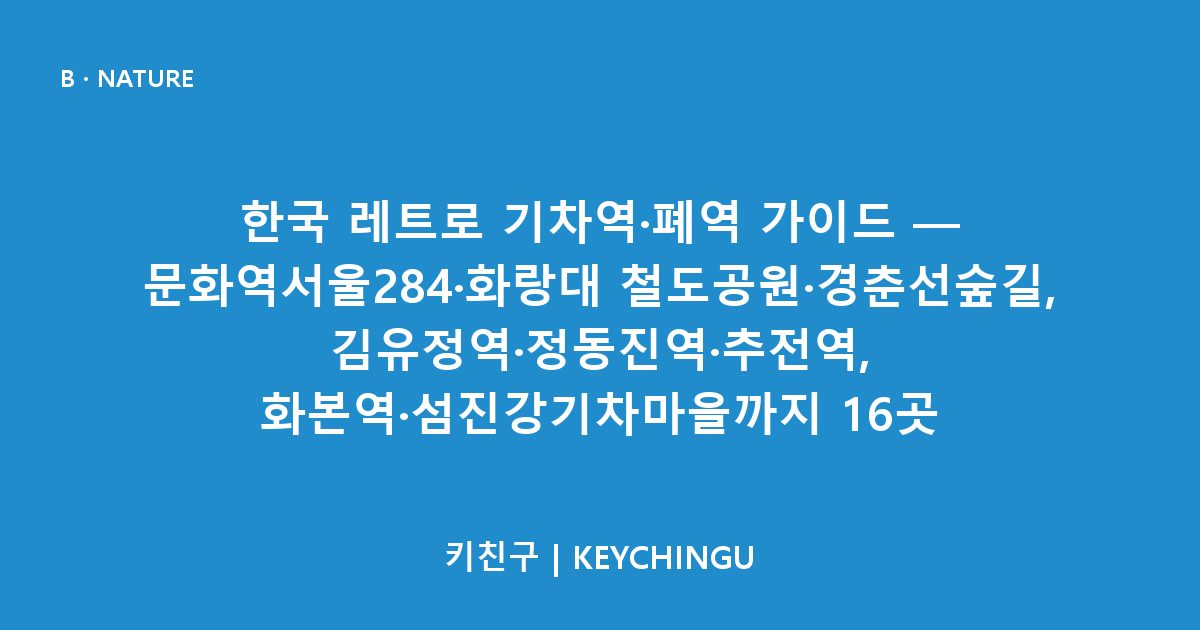 B · NATURE
한국 레트로 기차역·폐역 가이드 —
문화역서울284·화랑대 철도공원·경춘선숲길,
김유정역·정동진역·추전역,
화본역·섬진강기차마을까지 16곳
키친구 | KEYCHINGU